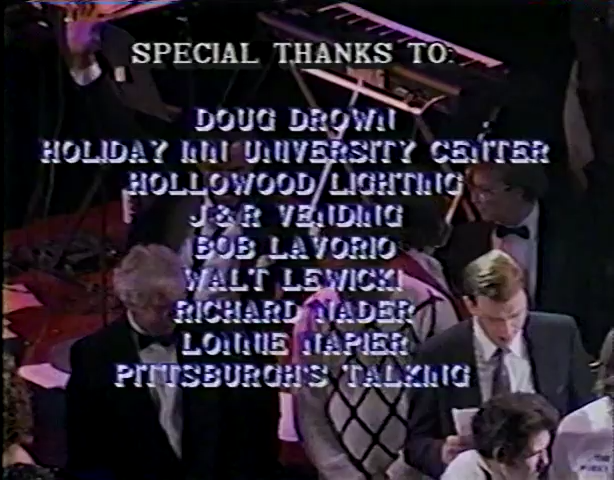 SPECIAL THANKS TO:
DOUG DROWN
HOLIDAY INN UNIVERSITY CENTER
HOLLOWOOD LIGHTING
J&R VENDING
BOB LAVORIO
WALT LEWICKI
RICHARD NADER
LONNIE NAPIER
PITTSBURGH'S TALKING